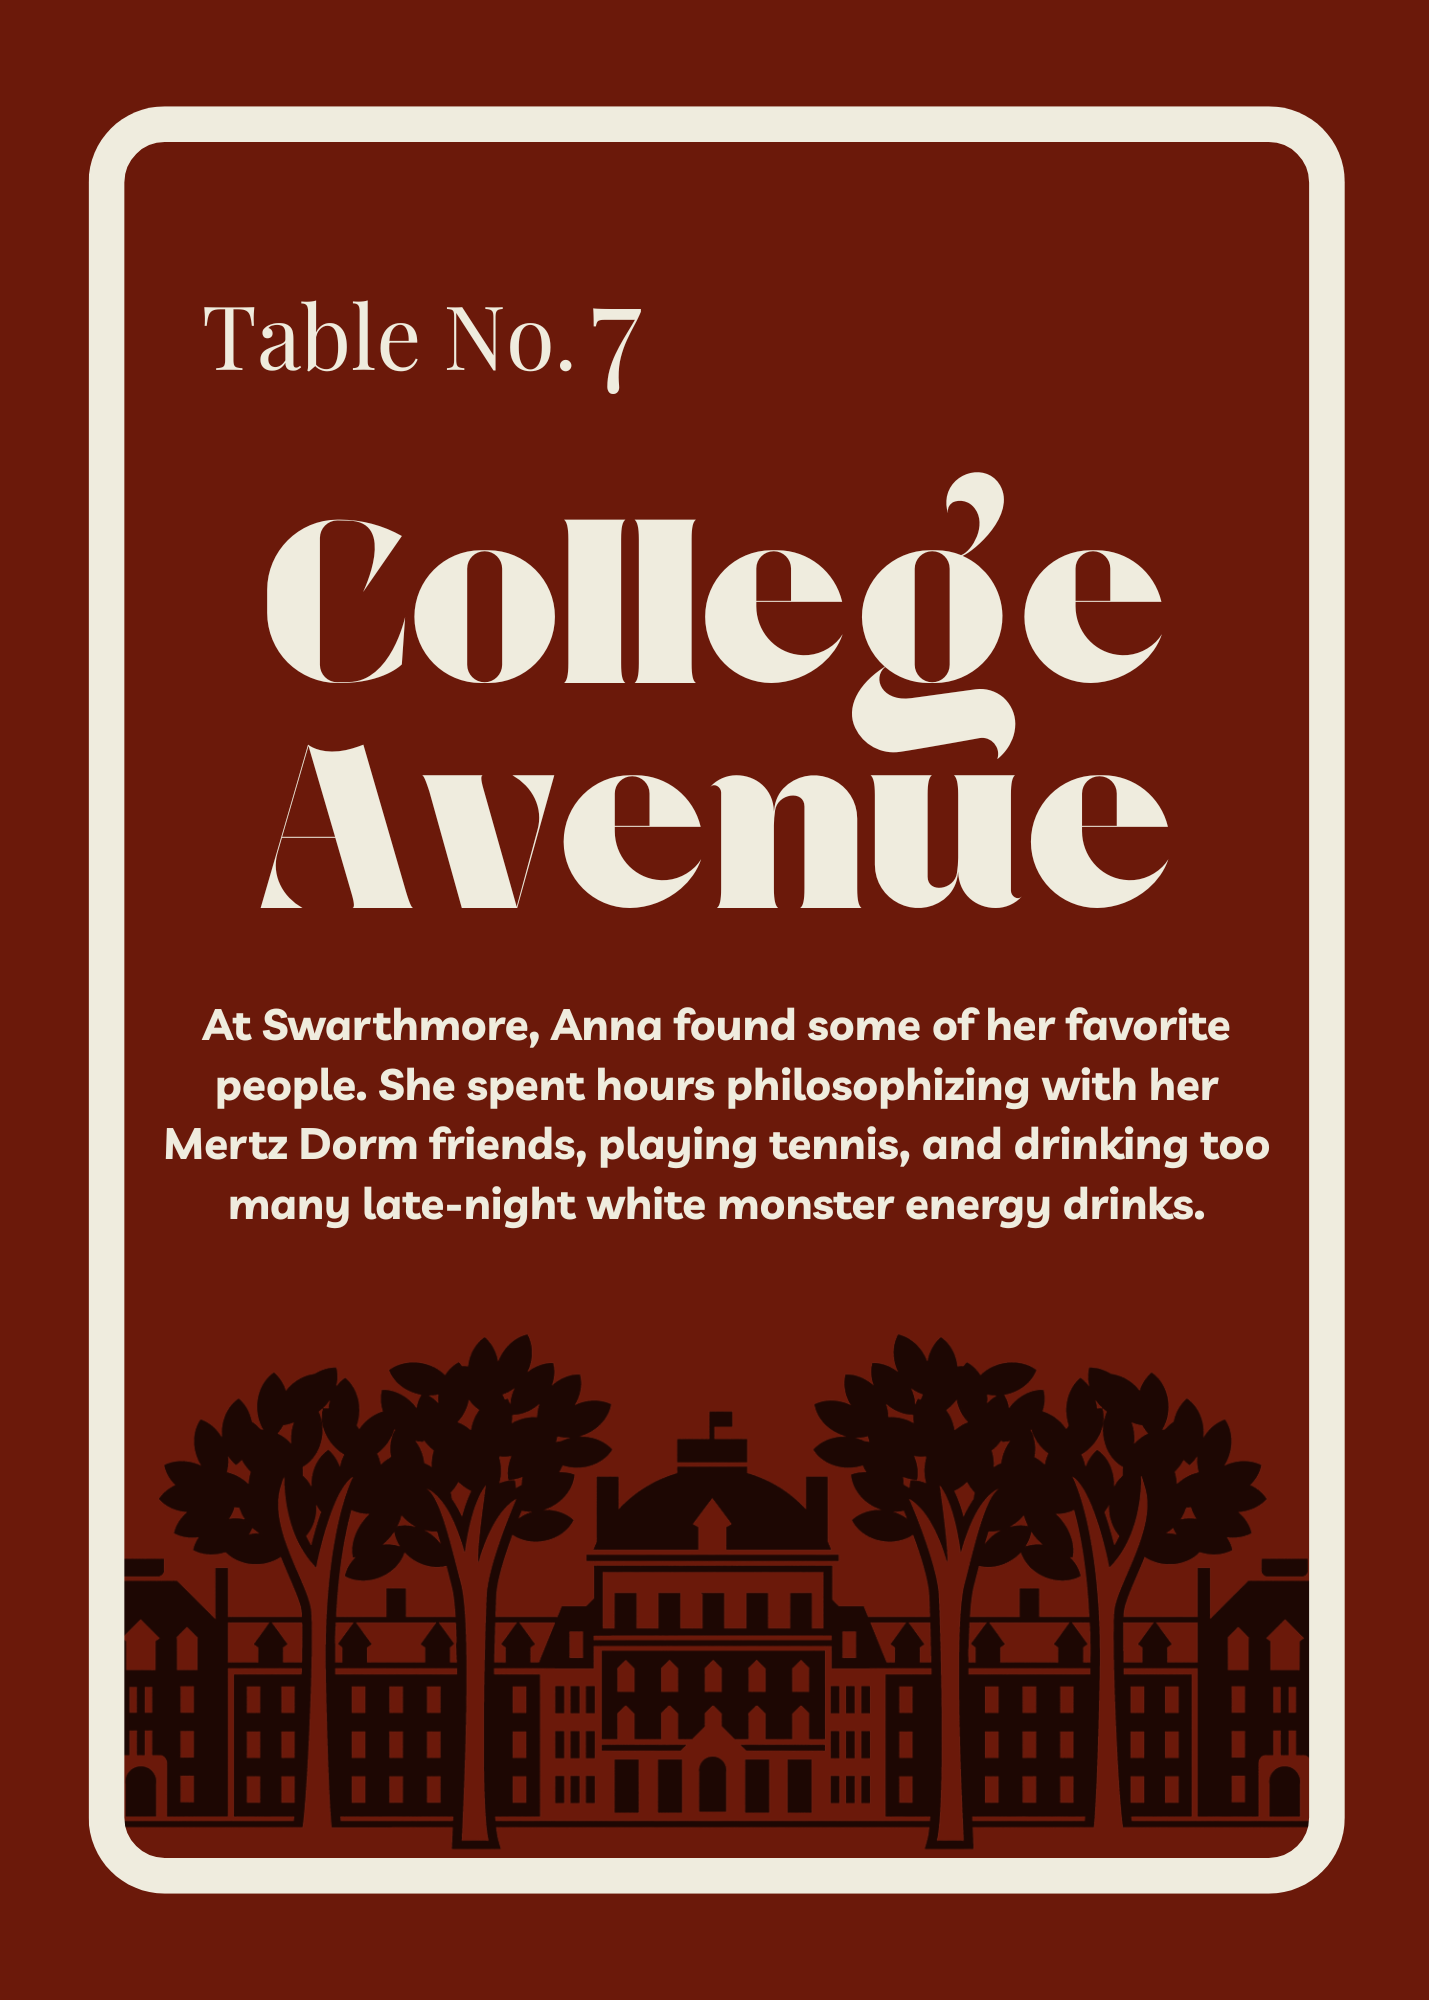 Table No. 7
College
Avenue
At Swarthmore, Anna found some of her favorite
people. She spent hours philosophizing with her
Mertz Dorm friends, playing tennis, and drinking too
many late-night white monster energy drinks.